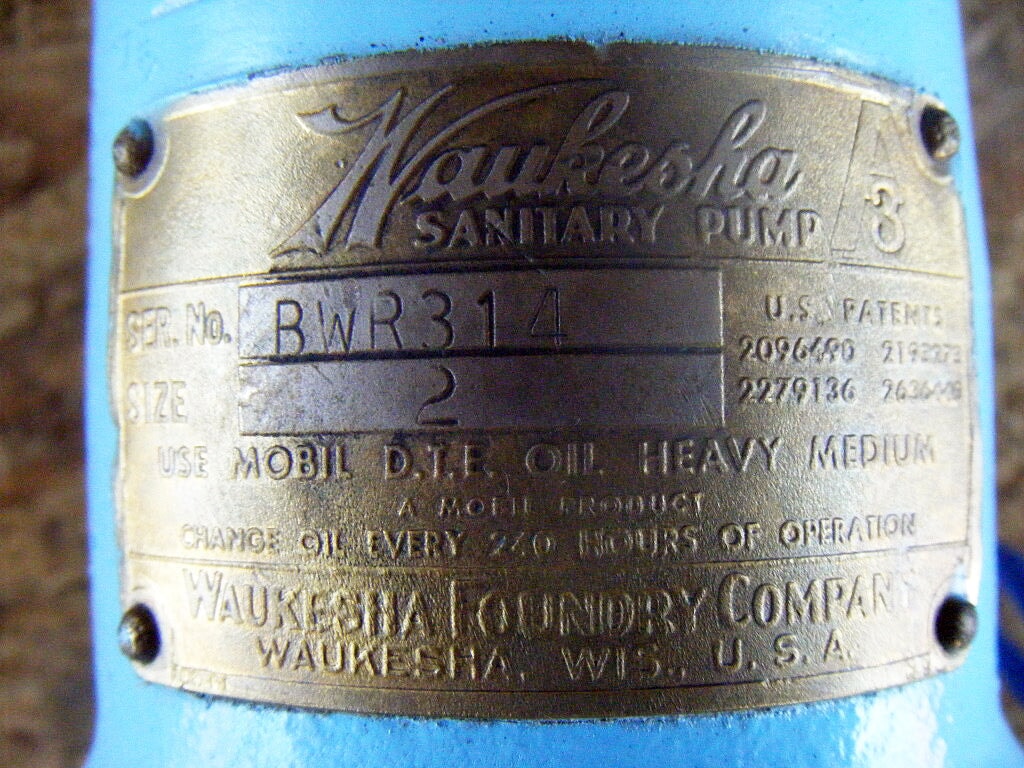 Waukesha
SANITARY PUMP
3
SER. No. BWR314
U.S. PATENTS
2096490
SIZE 2
2279136
USE MOBIL D.T.E. OIL HEAVY MEDIUM
A MOBIL PRODUCT
CHANGE OIL EVERY 240 HOURS OF OPERATION
WAUKESHA FOUNDRY COMPANY
WAUKESHA, WIS., U. S. A.